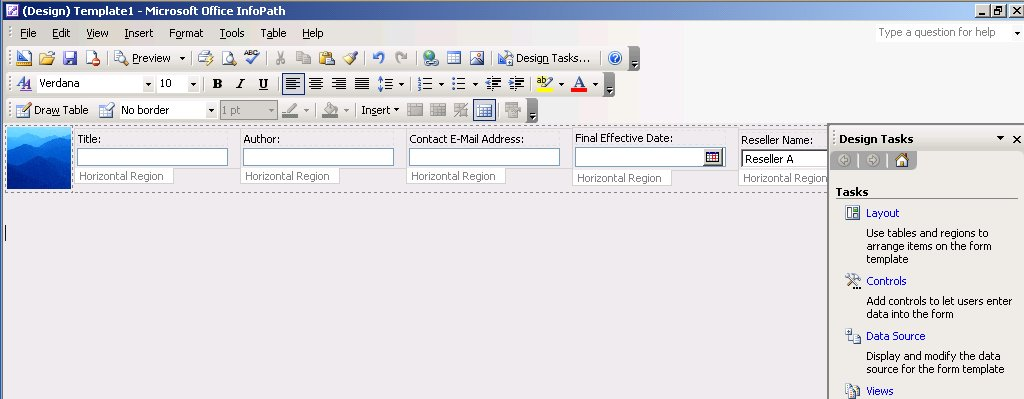 (Design) Template1 - Microsoft Office InfoPath
File Edit View Insert Format Tools Table Help Type a question for help
Preview Design Tasks...
Verdana 10 B I U
Draw Table No border 1 pt Insert
Title: Author: Contact E-Mail Address: Final Effective Date: Reseller Name:
Reseller A
Horizontal Region Horizontal Region Horizontal Region Horizontal Region Horizontal Region
Design Tasks
Tasks
Layout
Use tables and regions to
arrange items on the form
template
Controls
Add controls to let users enter
data into the form
Data Source
Display and modify the data
source for the form template
Views